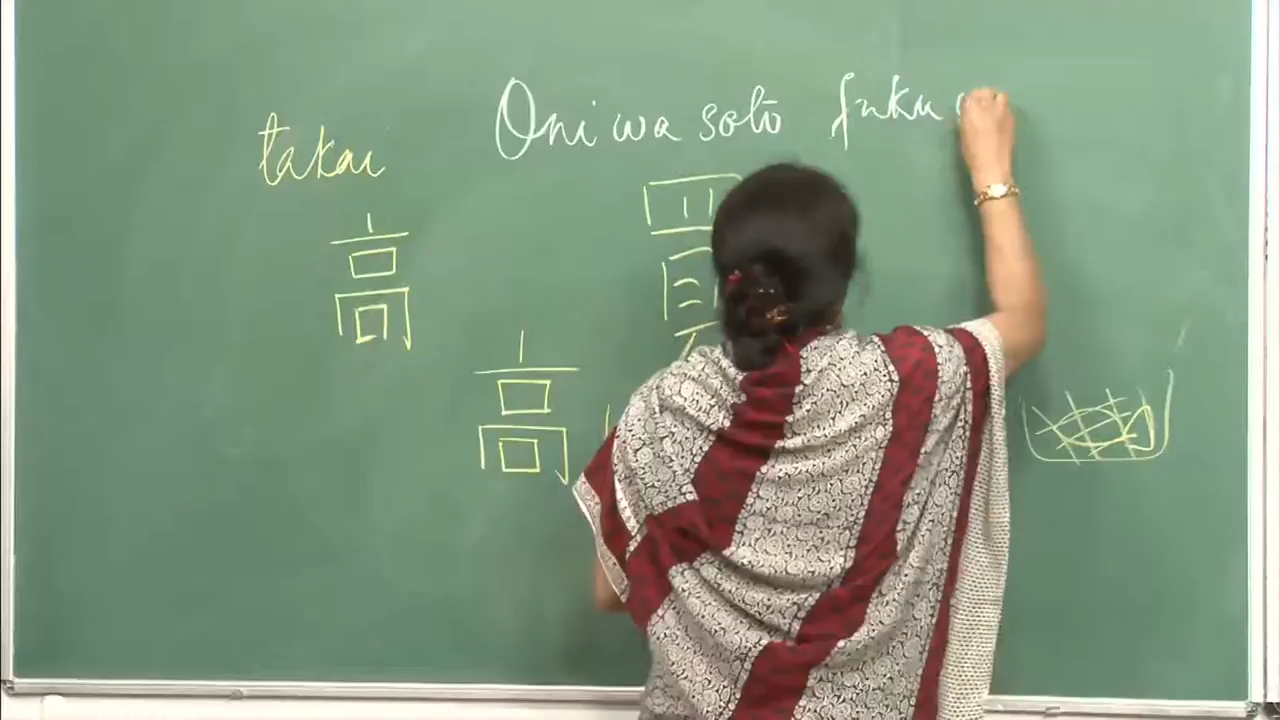 Oni wa soto fuku
takai
高
高